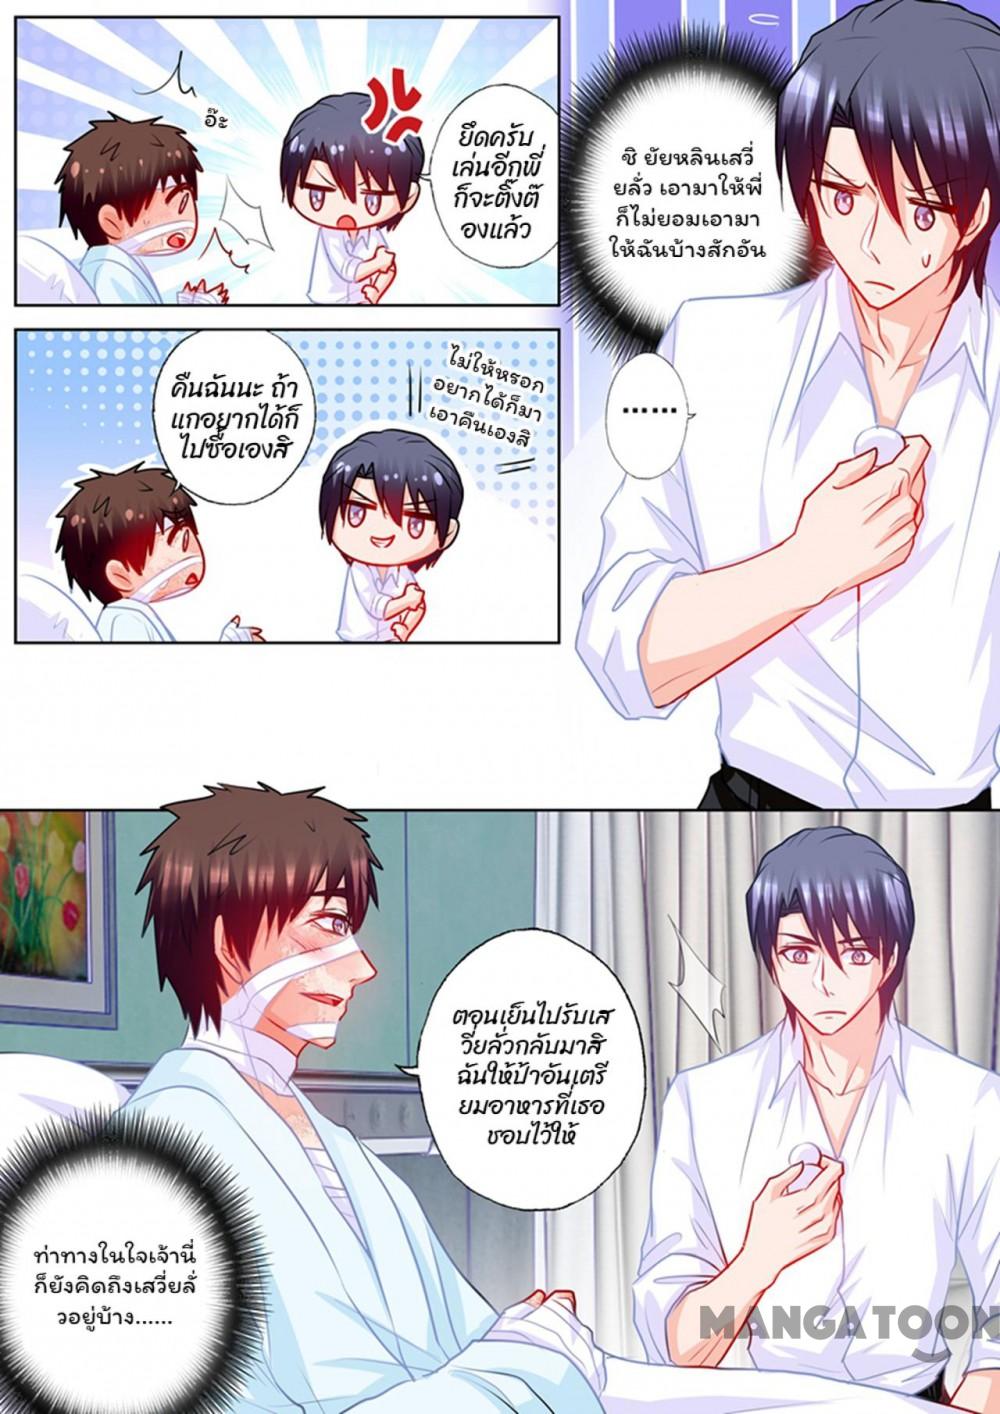 อ๊ะ
ยึดครับ
เล่นอีกพี่
ก็จะติ๊งต๊
องแล้ว
ชิ ยัยหลินเสวี่
ยลั่ว เอามาให้พี่
ก็ไม่ยอมเอามา
ให้ฉันบ้างสักอัน
......
คืนฉันนะ ถ้า
แกอยากได้ก็
ไปซื้อเองสิ
ไม่ให้หรอก
อยากได้ก็มา
เอาคืนเองสิ
ตอนเย็นไปรับเส
วี่ยลั่วกลับมาสิ
ฉันให้ป้าอันเตรี
ยมอาหารที่เธอ
ชอบไว้ให้
ท่าทางในใจเจ้านี่
ก็ยังคิดถึงเสวี่ยลั่
วอยู่บ้าง......
MANGATOON